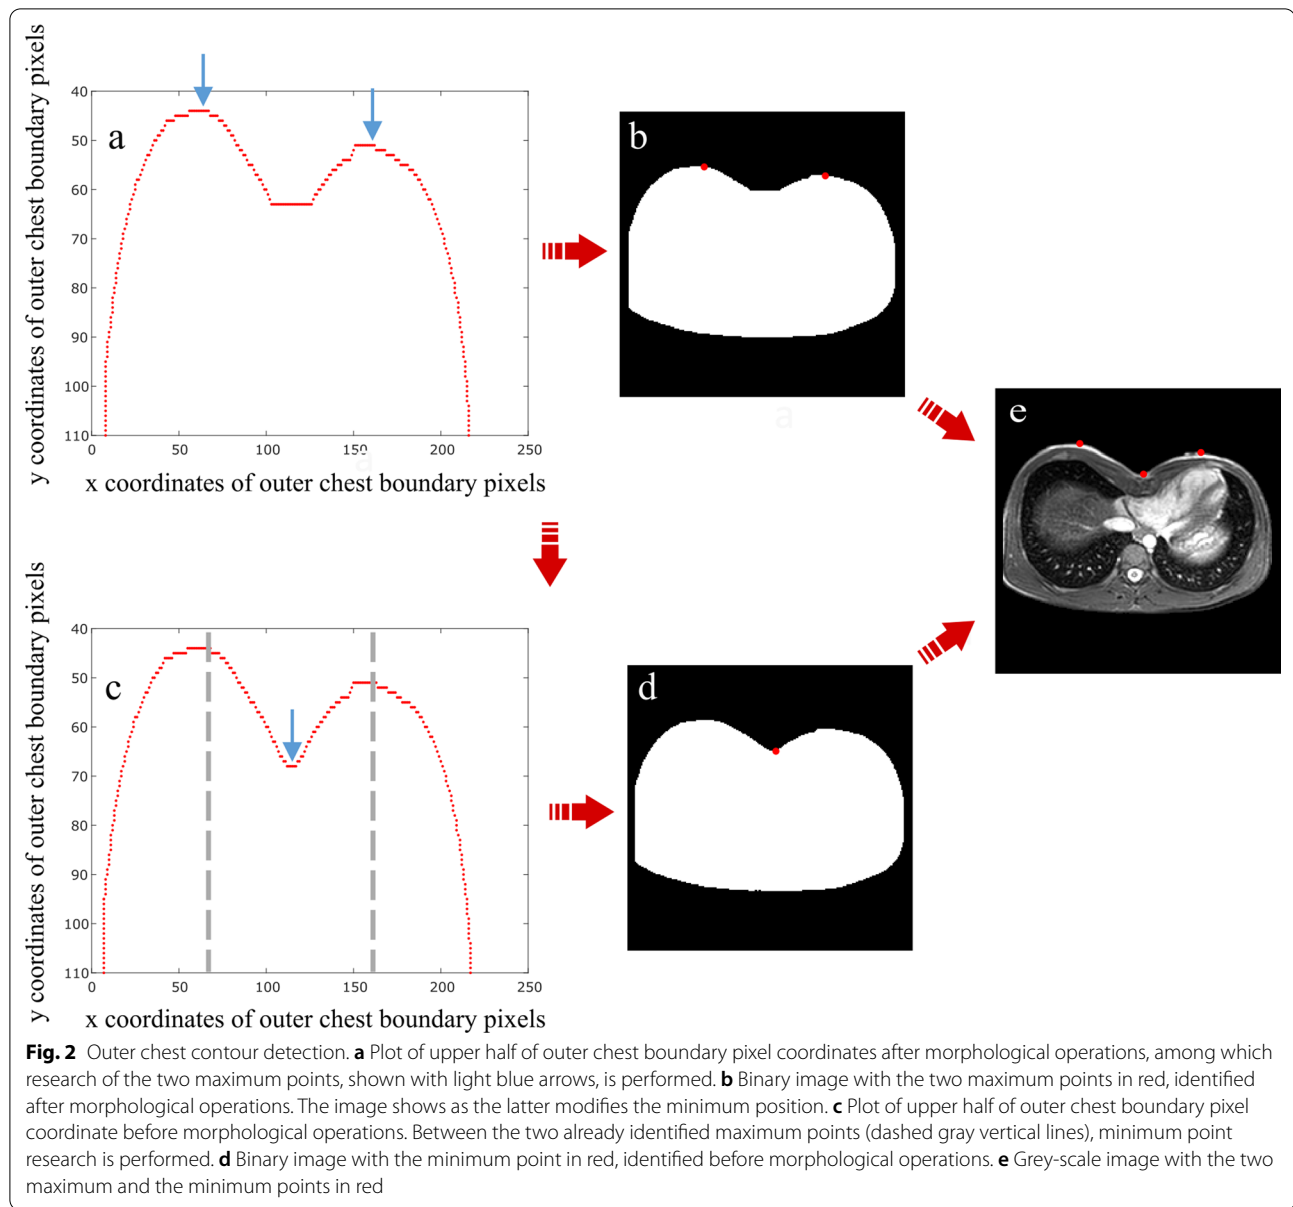 y coordinates of outer chest boundary pixels
40
50
60
70
80
90
100
110
a
0
50
100
150
200
250
a
x coordinates of outer chest boundary pixels
b
a
e
y coordinates of outer chest boundary pixels
40
50
60
70
80
90
100
110
c
0
50
100
150
200
250
x coordinates of outer chest boundary pixels
d
Fig. 2 Outer chest contour detection. a Plot of upper half of outer chest boundary pixel coordinates after morphological operations, among which
research of the two maximum points, shown with light blue arrows, is performed. b Binary image with the two maximum points in red, identified
after morphological operations. The image shows as the latter modifies the minimum position. c Plot of upper half of outer chest boundary pixel
coordinate before morphological operations. Between the two already identified maximum points (dashed gray vertical lines), minimum point
research is performed. d Binary image with the minimum point in red, identified before morphological operations. e Grey-scale image with the two
maximum and the minimum points in red